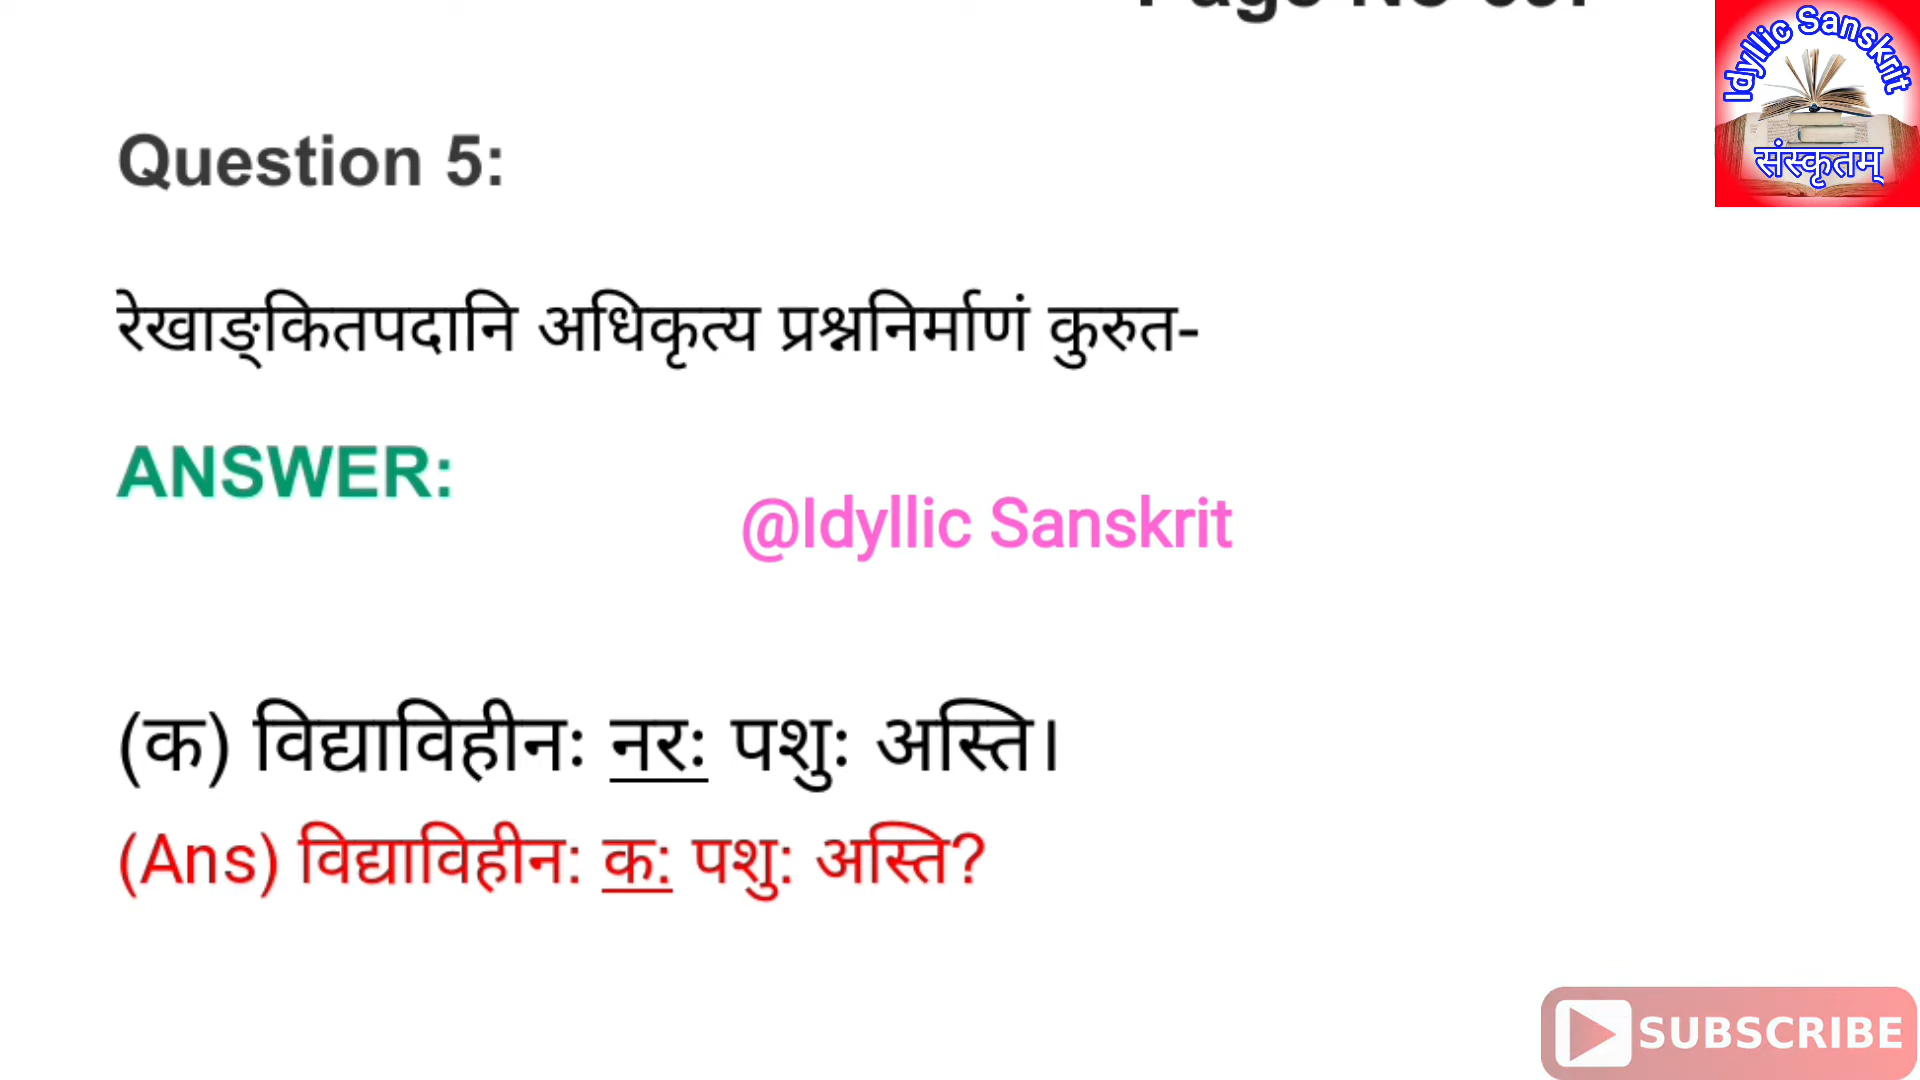 Idyllic Sanskrit
संस्कृतम्
Question 5:
रेखाङ्कितपदानि अधिकृत्य प्रश्ननिर्माणं कुरुत-
ANSWER:
@Idyllic Sanskrit
(क) विद्याविहीनः नरः पशुः अस्ति।
(Ans) विद्याविहीन: क: पशु: अस्ति?
SUBSCRIBE